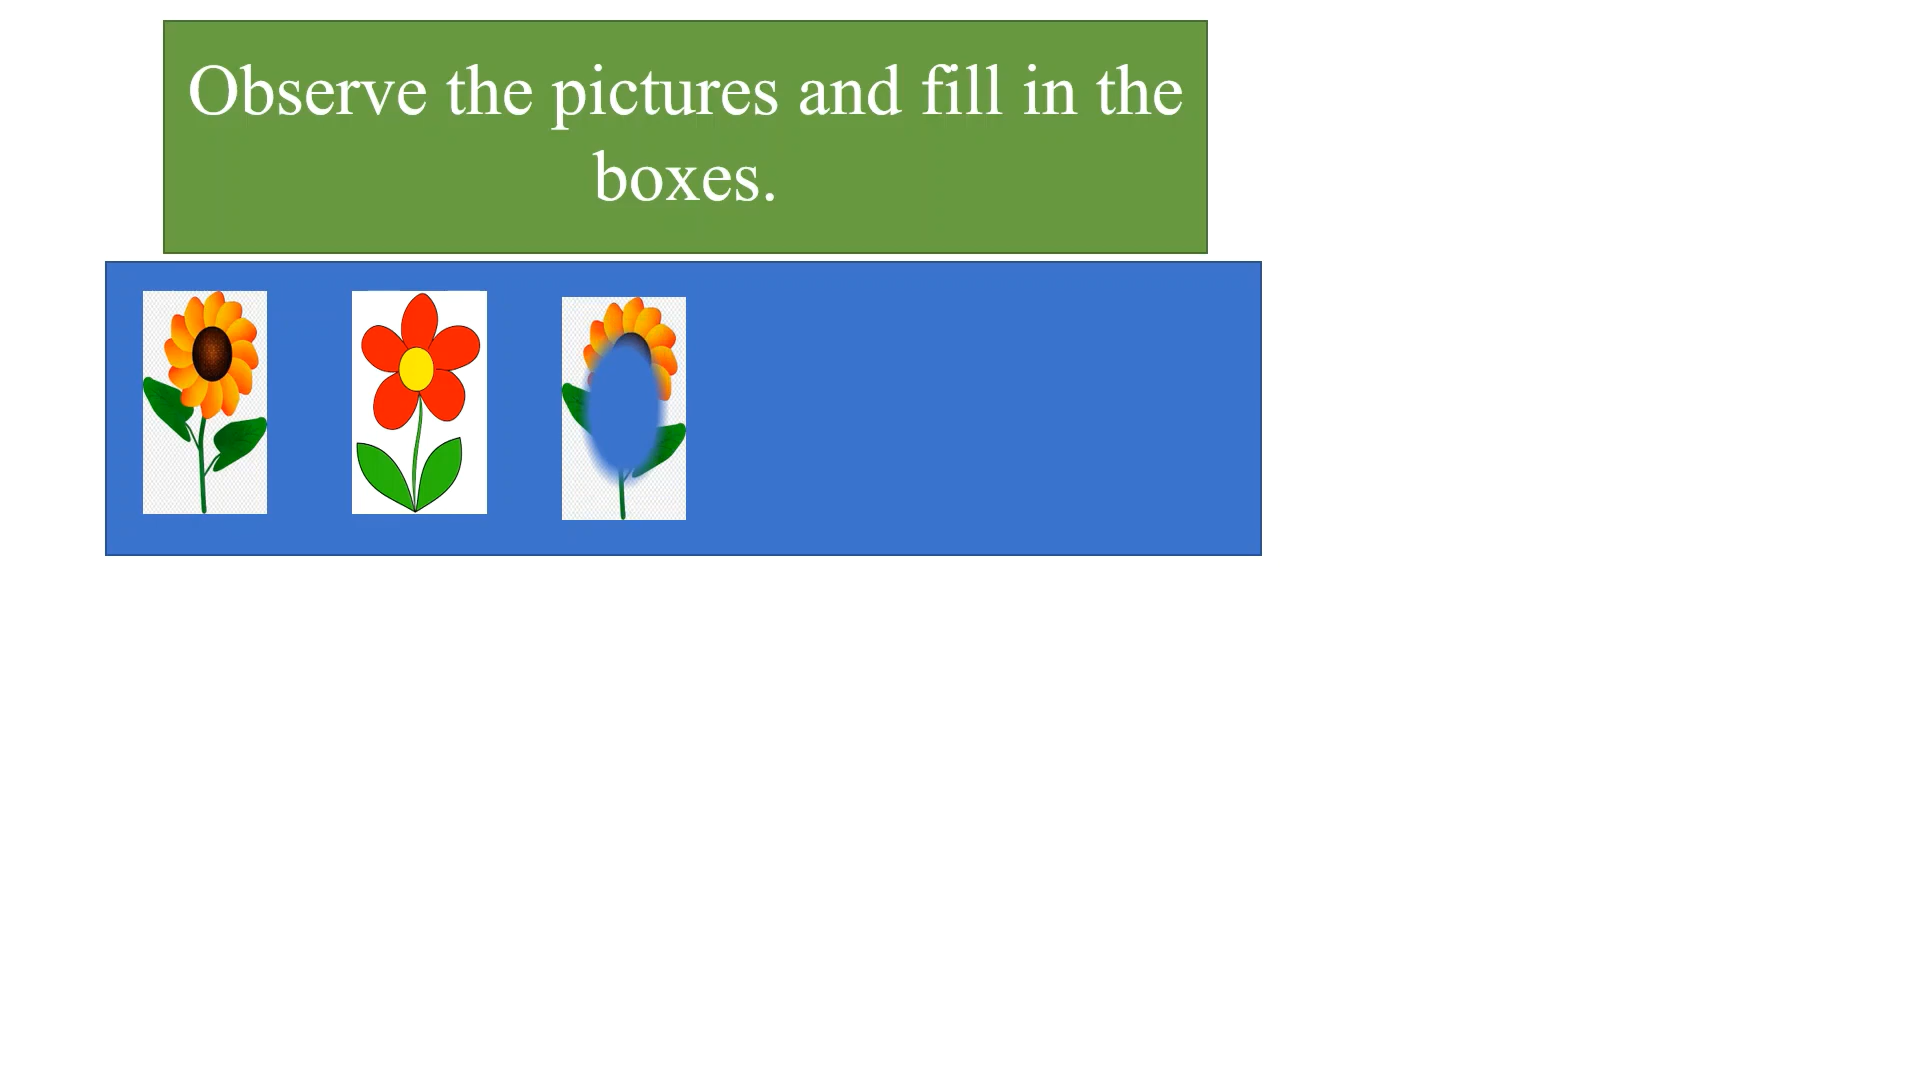 Observe the pictures and fill in the
boxes.